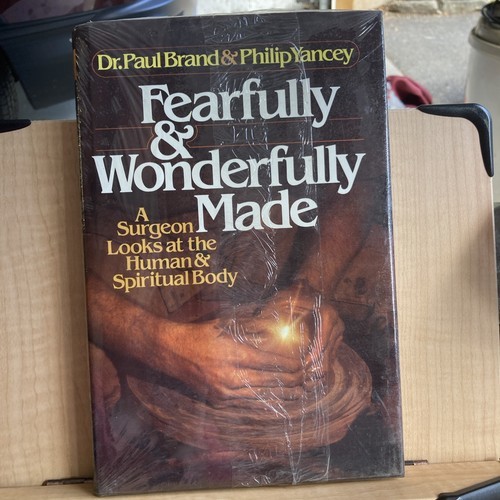 Dr. Paul Brand & Philip Yancey
Fearfully
&
Wonderfully
Made
A
Surgeon
Looks at the
Human &
Spiritual Body